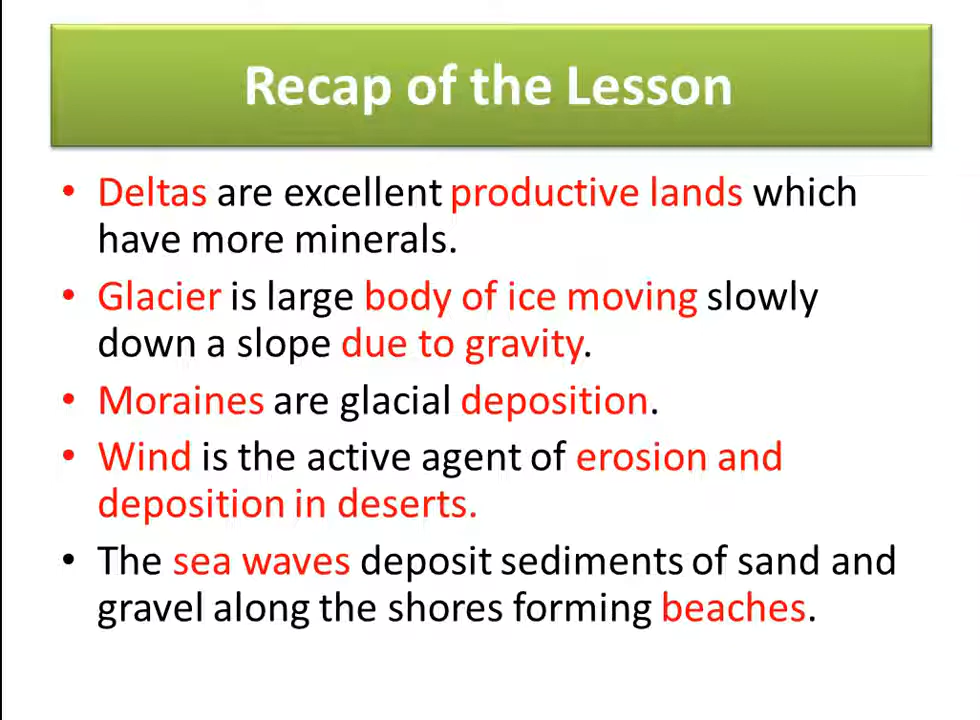 Recap of the Lesson
• Deltas are excellent productive lands which
have more minerals.
• Glacier is large body of ice moving slowly
down a slope due to gravity.
• Moraines are glacial deposition.
• Wind is the active agent of erosion and
deposition in deserts.
• The sea waves deposit sediments of sand and
gravel along the shores forming beaches.